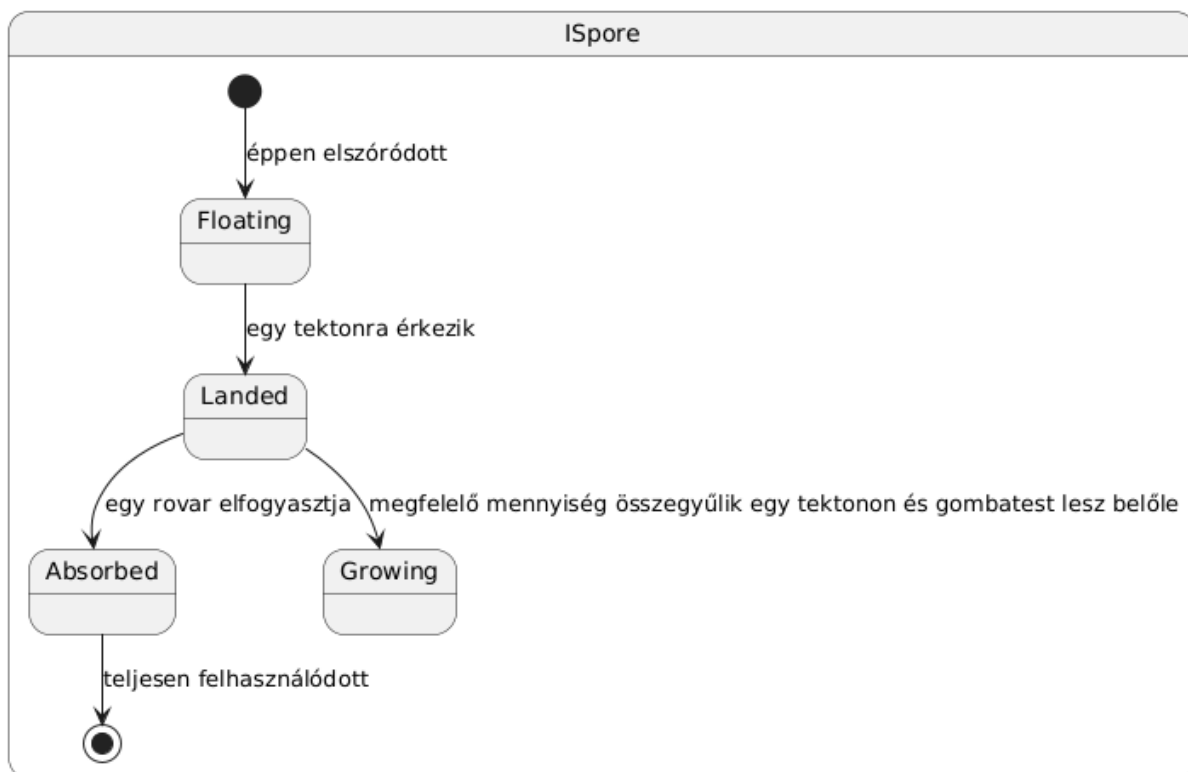 ISpore
éppen elszóródott
Floating
egy tektonra érkezik
Landed
egy rovar elfogyasztja
megfelelő mennyiség összegyűlik egy tektonon és gombatest lesz belőle
Absorbed
Growing
teljesen felhasználódott